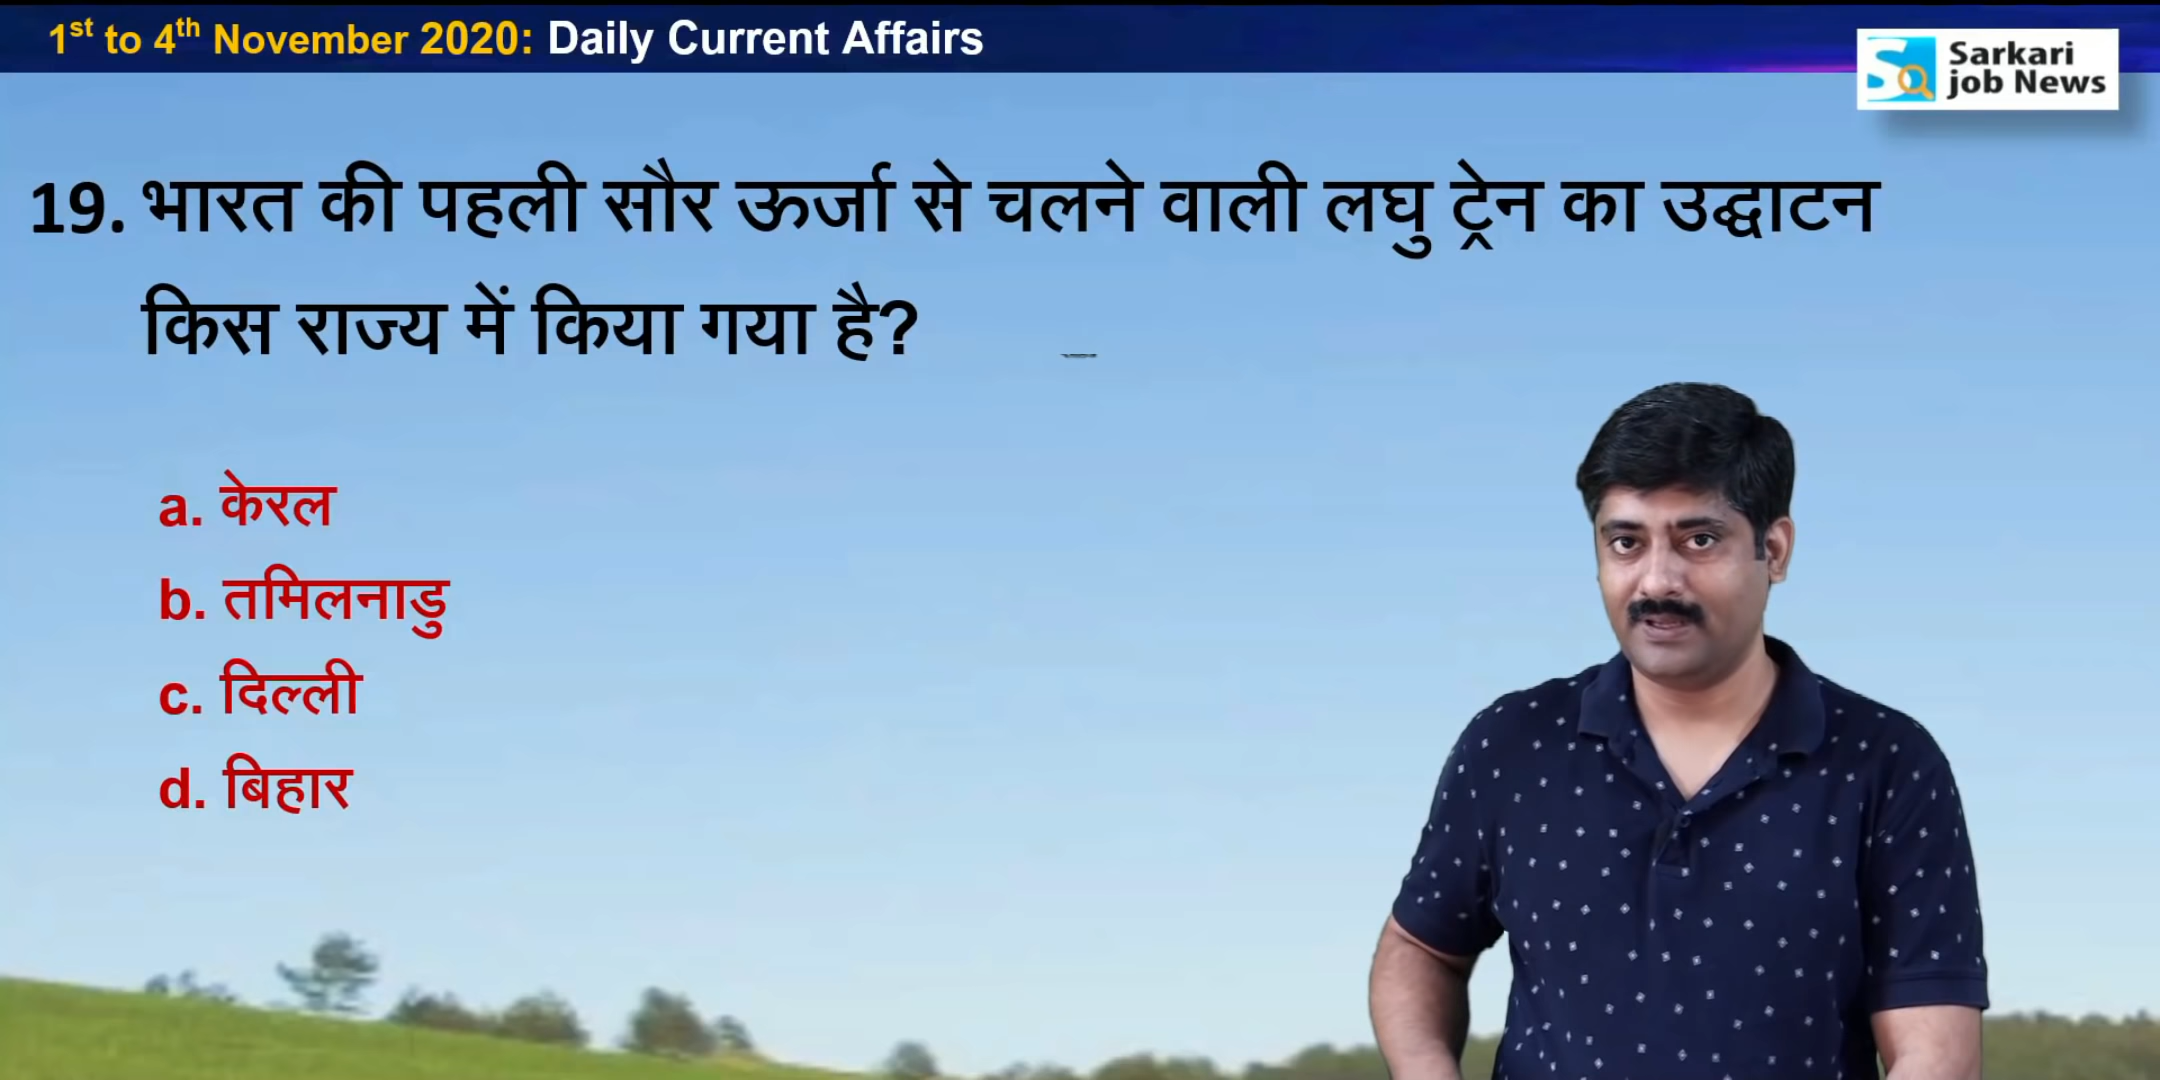 1st to 4th November 2020: Daily Current Affairs
Sarkari
job News
19. भारत की पहली सौर ऊर्जा से चलने वाली लघु ट्रेन का उद्घाटन
किस राज्य में किया गया है?
a. केरल
b. तमिलनाडु
c. दिल्ली
d. बिहार